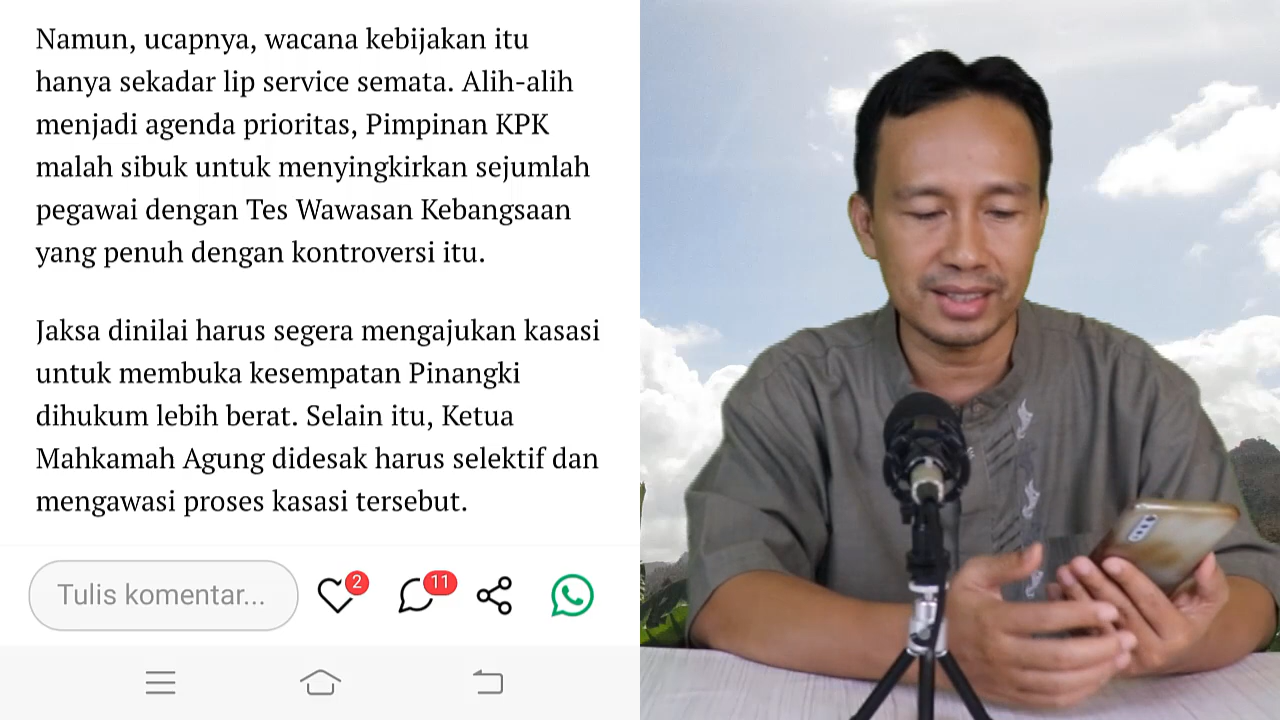 Namun, ucapnya, wacana kebijakan itu
hanya sekadar lip service semata. Alih-alih
menjadi agenda prioritas, Pimpinan KPK
malah sibuk untuk menyingkirkan sejumlah
pegawai dengan Tes Wawasan Kebangsaan
yang penuh dengan kontroversi itu.
Jaksa dinilai harus segera mengajukan kasasi
untuk membuka kesempatan Pinangki
dihukum lebih berat. Selain itu, Ketua
Mahkamah Agung didesak harus selektif dan
mengawasi proses kasasi tersebut.
Tulis komentar... 2 11